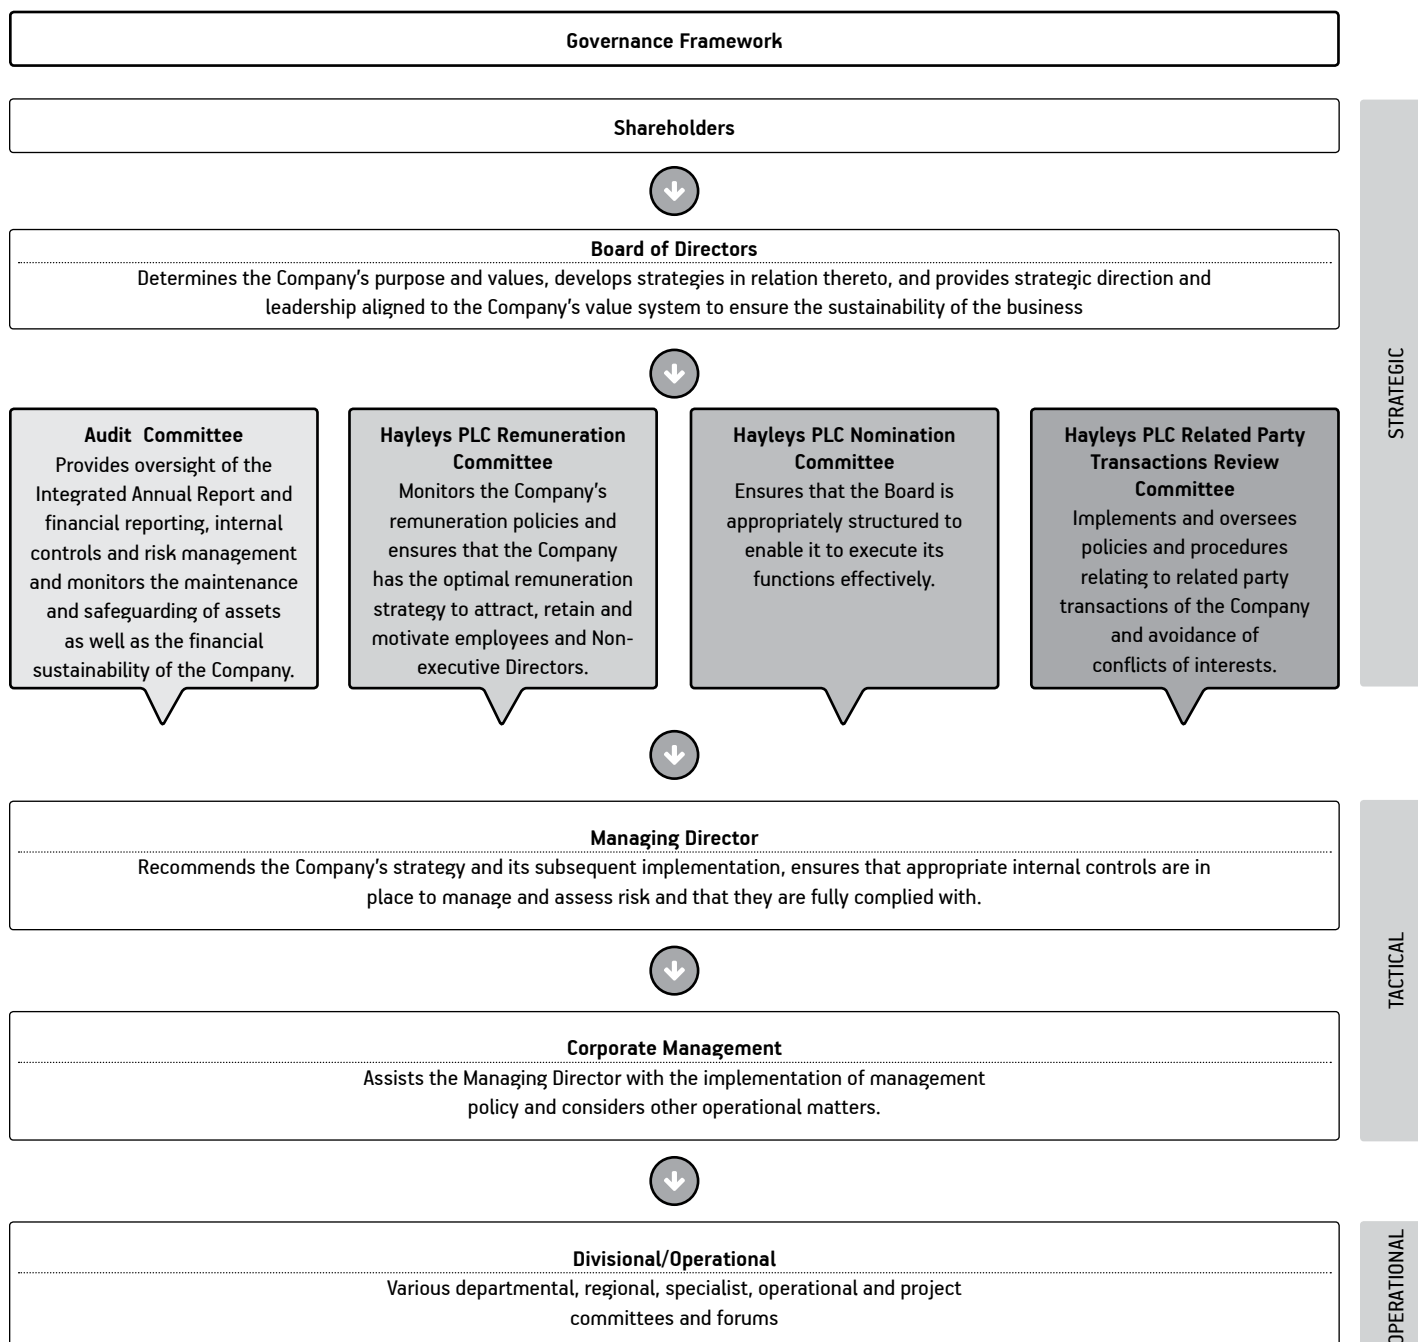 Governance Framework
Shareholders
Board of Directors
Determines the Company's purpose and values, develops strategies in relation thereto, and provides strategic direction and
leadership aligned to the Company's value system to ensure the sustainability of the business
Audit Committee
Provides oversight of the
Integrated Annual Report and
financial reporting, internal
controls and risk management
and monitors the maintenance
and safeguarding of assets
as well as the financial
sustainability of the Company.
Hayleys PLC Remuneration
Committee
Monitors the Company's
remuneration policies and
ensures that the Company
has the optimal remuneration
strategy to attract, retain and
motivate employees and Non-
executive Directors.
Hayleys PLC Nomination
Committee
Ensures that the Board is
appropriately structured to
enable it to execute its
functions effectively.
Hayleys PLC Related Party
Transactions Review
Committee
Implements and oversees
policies and procedures
relating to related party
transactions of the Company
and avoidance of
conflicts of interests.
STRATEGIC
Managing Director
Recommends the Company's strategy and its subsequent implementation, ensures that appropriate internal controls are in
place to manage and assess risk and that they are fully complied with.
Corporate Management
Assists the Managing Director with the implementation of management
policy and considers other operational matters.
TACTICAL
Divisional/Operational
Various departmental, regional, specialist, operational and project
committees and forums
OPERATIONAL